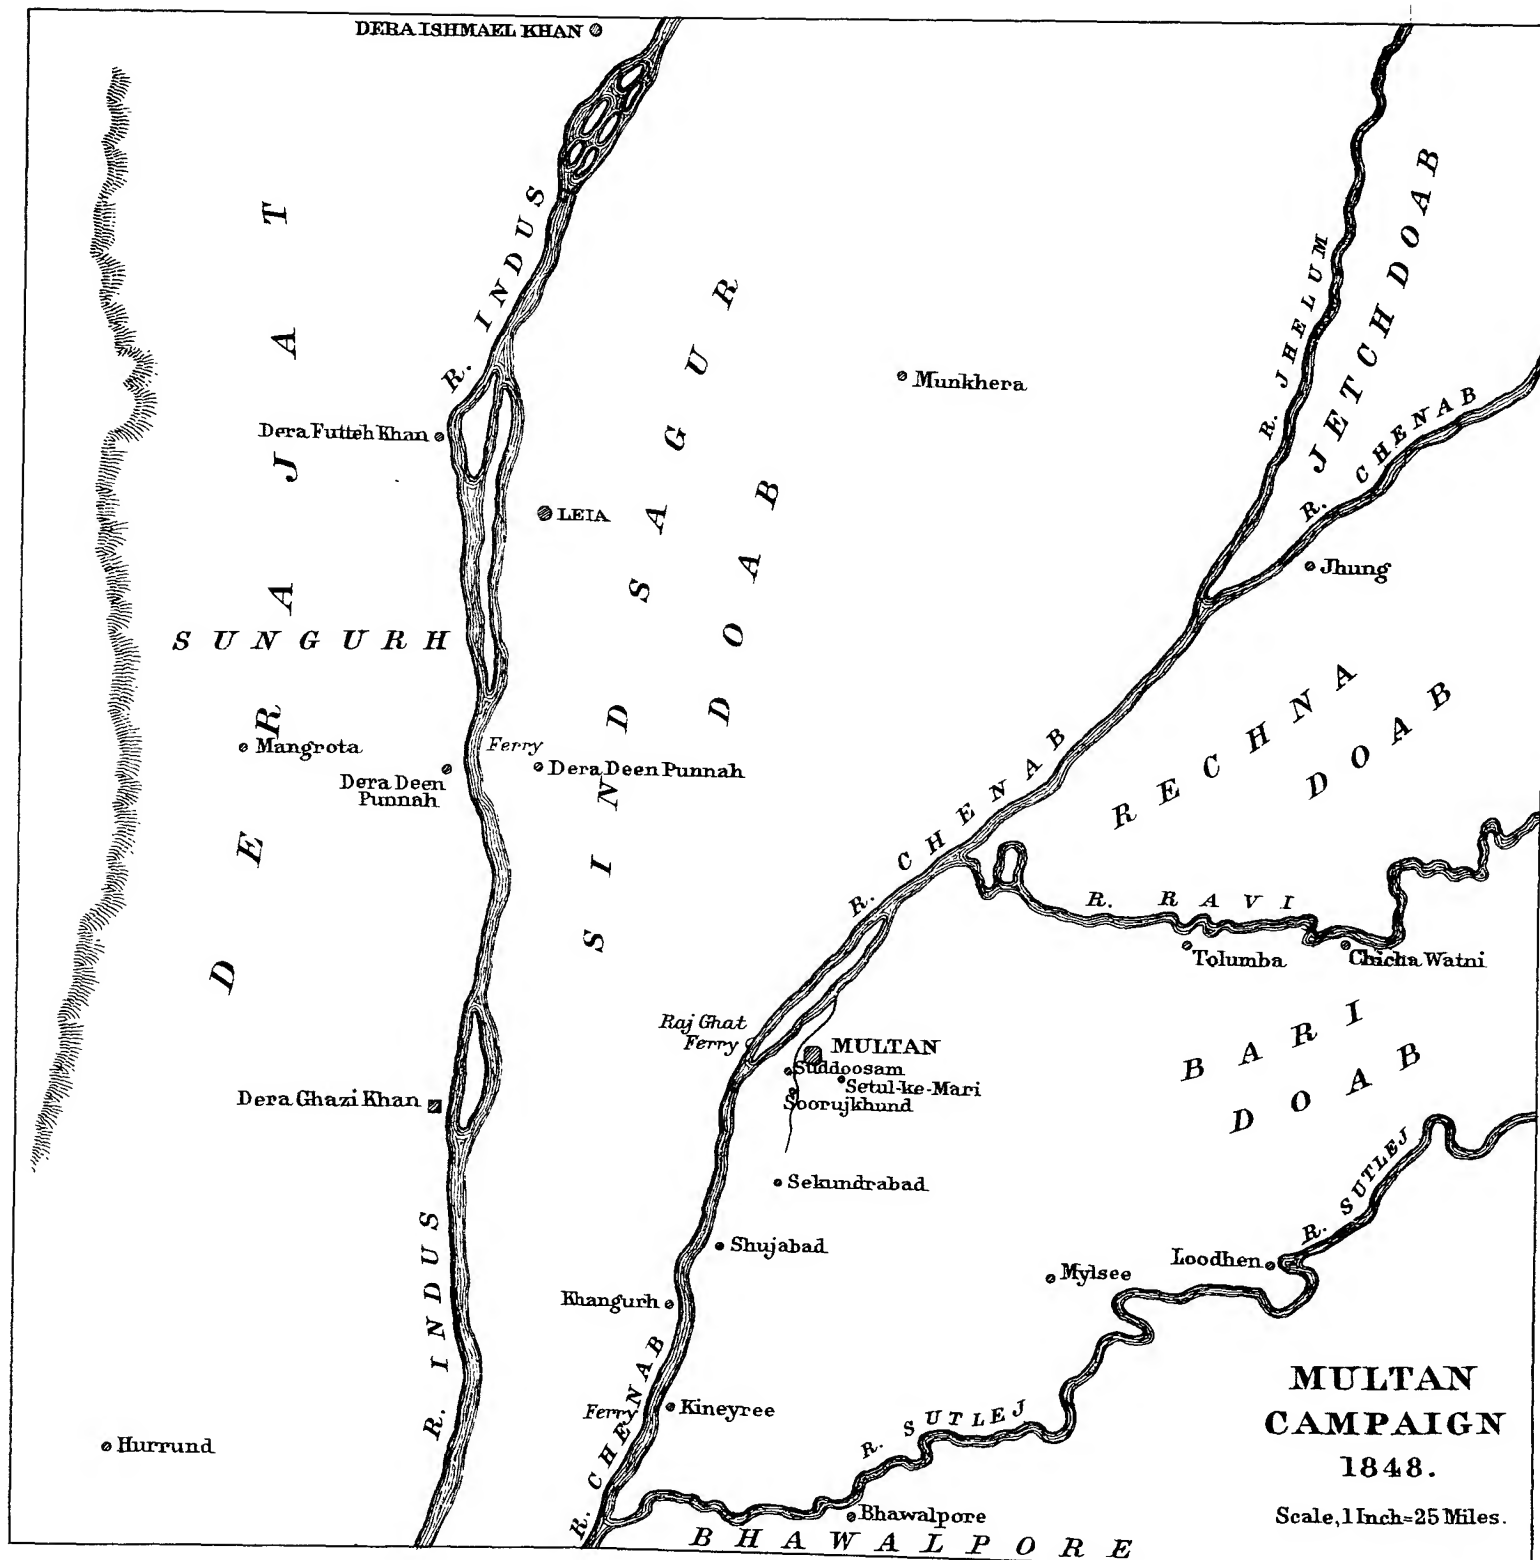 DERA ISHMAEL KHAN
R. INDUS
DERAJAT
SIND SAGUR
DOAB
Munkhera
R. JHELUM
JETCH DOAB
R. CHENAB
Dera Futteh Khan
LEIA
Jhung
SUNGURH
Mangrota
Ferry
Dera Deen
Punnah
Dera Deen Punnah
R. CHENAB
RECHNA
DOAB
R. RAVI
Tolumba
Chicha Watni
Raj Ghat
Ferry
MULTAN
Suddoosam
Setul-ke-Mari
Soorujkhund
BARI
DOAB
Dera Ghazi Khan
Sekundrabad
Shujabad
R. SUTLEJ
Loodhen
Mylsee
Khangurh
R. INDUS
Ferry
Kineyree
R. CHENAB
R. SUTLEJ
Hurrund
Bhawalpore
BHAWALPORE
MULTAN
CAMPAIGN
1848.
Scale, 1 Inch=25 Miles.